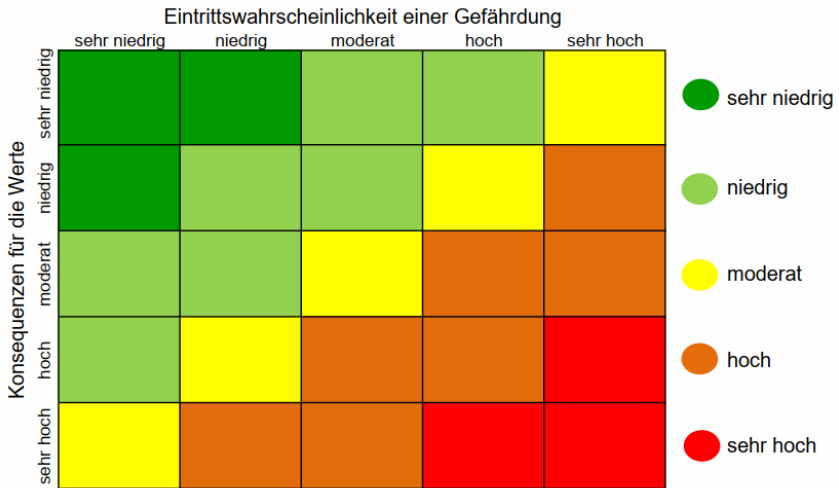 Eintrittswahrscheinlichkeit einer Gefährdung
sehr niedrig niedrig moderat hoch sehr hoch
Konsequenzen für die Werte
sehr niedrig
niedrig
moderat
hoch
sehr hoch
sehr niedrig
niedrig
moderat
hoch
sehr hoch